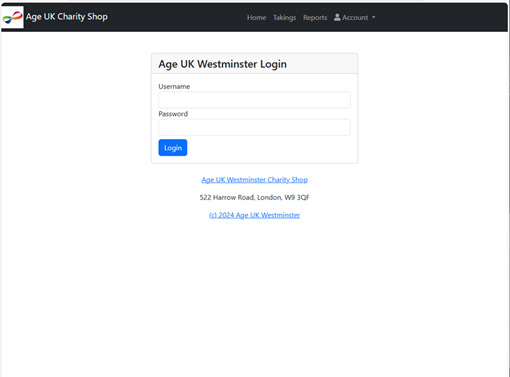 Age UK Charity Shop
Home Takings Reports Account
Age UK Westminster Login
Username
Password
Login
Age UK Westminster Charity Shop
522 Harrow Road, London, W9 3QF
(c) 2024 Age UK Westminster